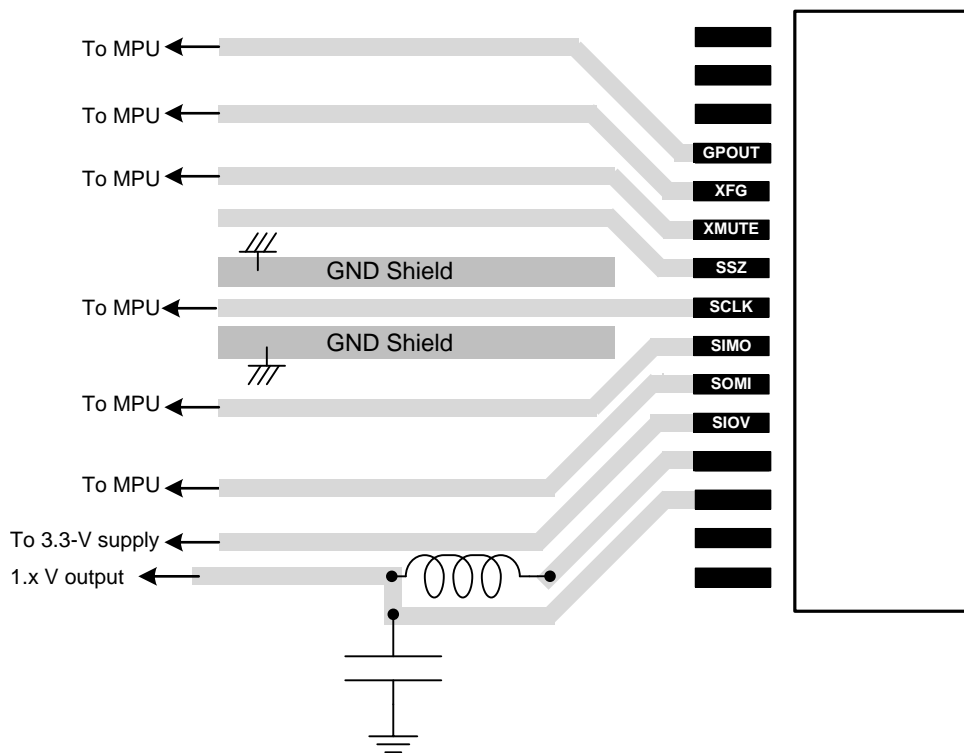 To MPU
To MPU
GPOUT
To MPU
XFG
XMUTE
SSZ
GND Shield
To MPU
SCLK
GND Shield
SIMO
To MPU
SOMI
SIOV
To MPU
To 3.3-V supply
1.x V output